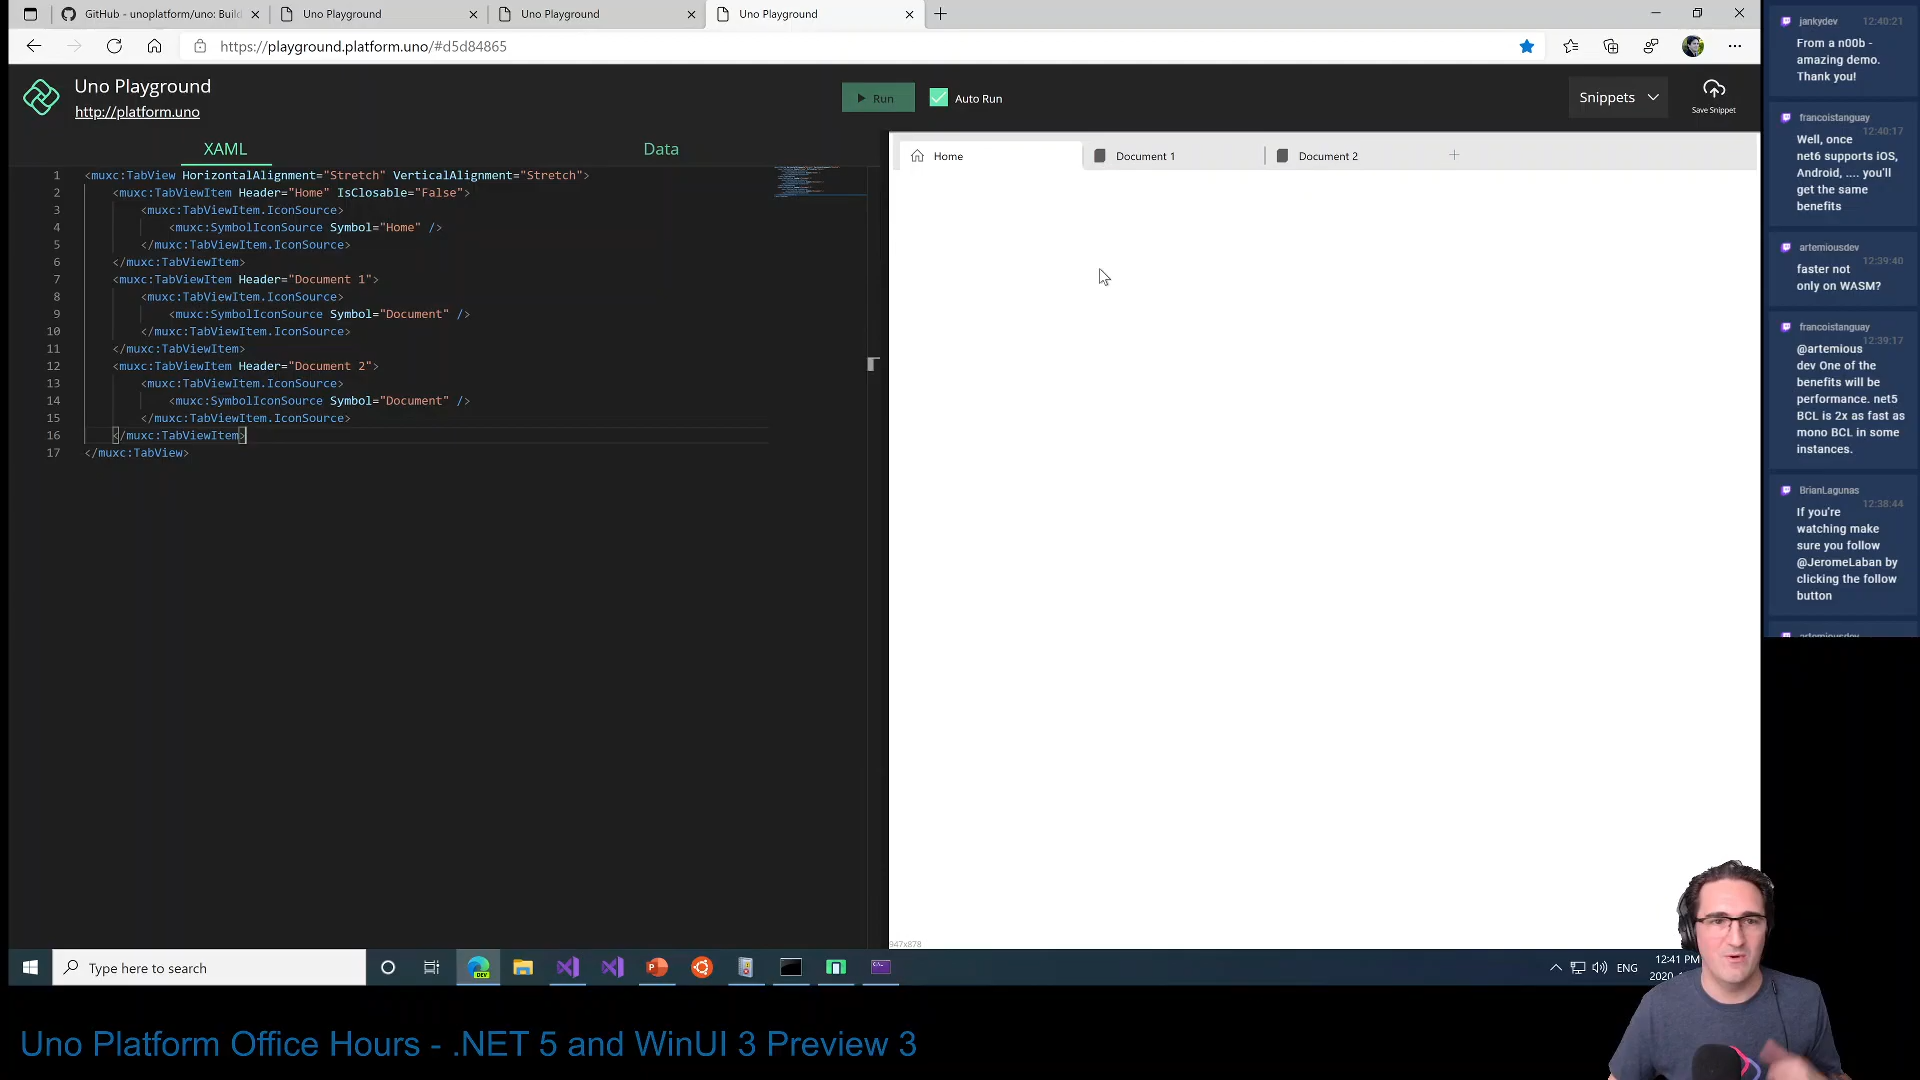 GitHub - unoplatform/uno: Build
Uno Playground
Uno Playground
Uno Playground
https://playground.platform.uno/#d5d84865
Uno Playground
http://platform.uno
Run
Auto Run
Snippets
Save Snippet
XAML
Data
1 <muxc:TabView HorizontalAlignment="Stretch" VerticalAlignment="Stretch">
2 <muxc:TabViewItem Header="Home" IsClosable="False">
3 <muxc:TabViewItem.IconSource>
4 <muxc:SymbolIconSource Symbol="Home" />
5 </muxc:TabViewItem.IconSource>
6 </muxc:TabViewItem>
7 <muxc:TabViewItem Header="Document 1">
8 <muxc:TabViewItem.IconSource>
9 <muxc:SymbolIconSource Symbol="Document" />
10 </muxc:TabViewItem.IconSource>
11 </muxc:TabViewItem>
12 <muxc:TabViewItem Header="Document 2">
13 <muxc:TabViewItem.IconSource>
14 <muxc:SymbolIconSource Symbol="Document" />
15 </muxc:TabViewItem.IconSource>
16 </muxc:TabViewItem>
17 </muxc:TabView>
Home
Document 1
Document 2
947x878
jankydev 12:40:21
From a n00b -
amazing demo.
Thank you!
francoistanguay
12:40:17
Well, once
net6 supports iOS,
Android, .... you'll
get the same
benefits
artemiousdev
12:39:40
faster not
only on WASM?
francoistanguay
12:39:17
@artemious
dev One of the
benefits will be
performance. net5
BCL is 2x as fast as
mono BCL in some
instances.
BrianLagunas
12:38:44
If you're
watching make
sure you follow
@JeromeLaban by
clicking the follow
button
Type here to search
DEV
ENG
12:41 PM
2020-
Uno Platform Office Hours - .NET 5 and WinUI 3 Preview 3